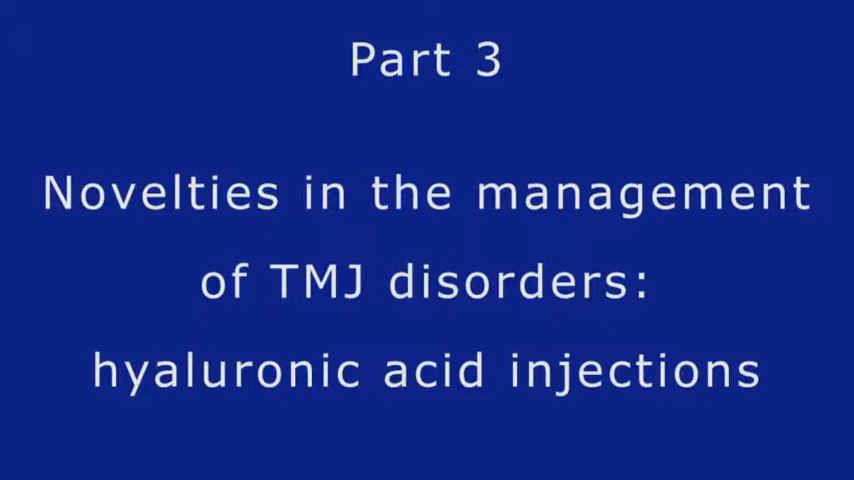 Part 3
Novelties in the management
of TMJ disorders:
hyaluronic acid injections